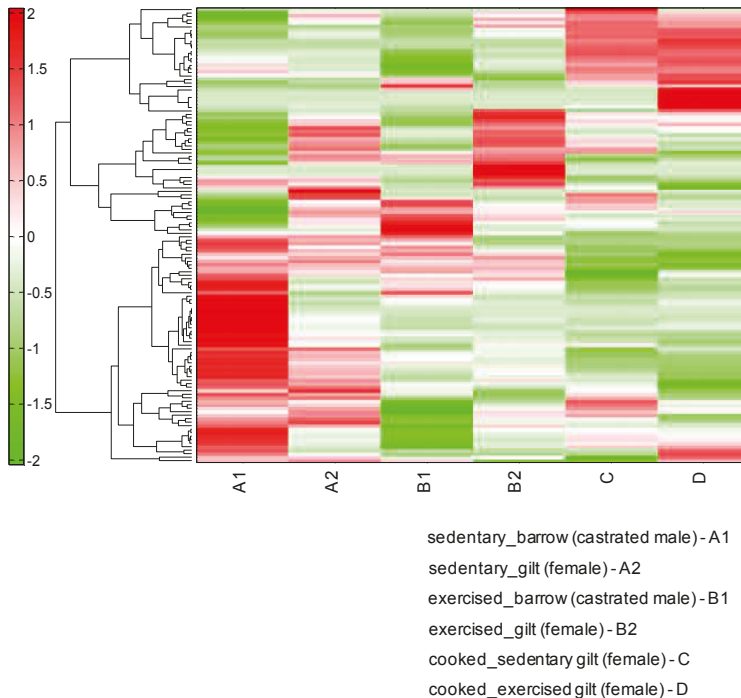 2
1.5
1
0.5
0
-0.5
-1
-1.5
-2
A1 A2 B1 B2 C D
sedentary_barrow (castrated male) - A1
sedentary_gilt (female) - A2
exercised_barrow (castrated male) - B1
exercised_gilt (female) - B2
cooked_sedentary gilt (female) - C
cooked_exercised gilt (female) - D